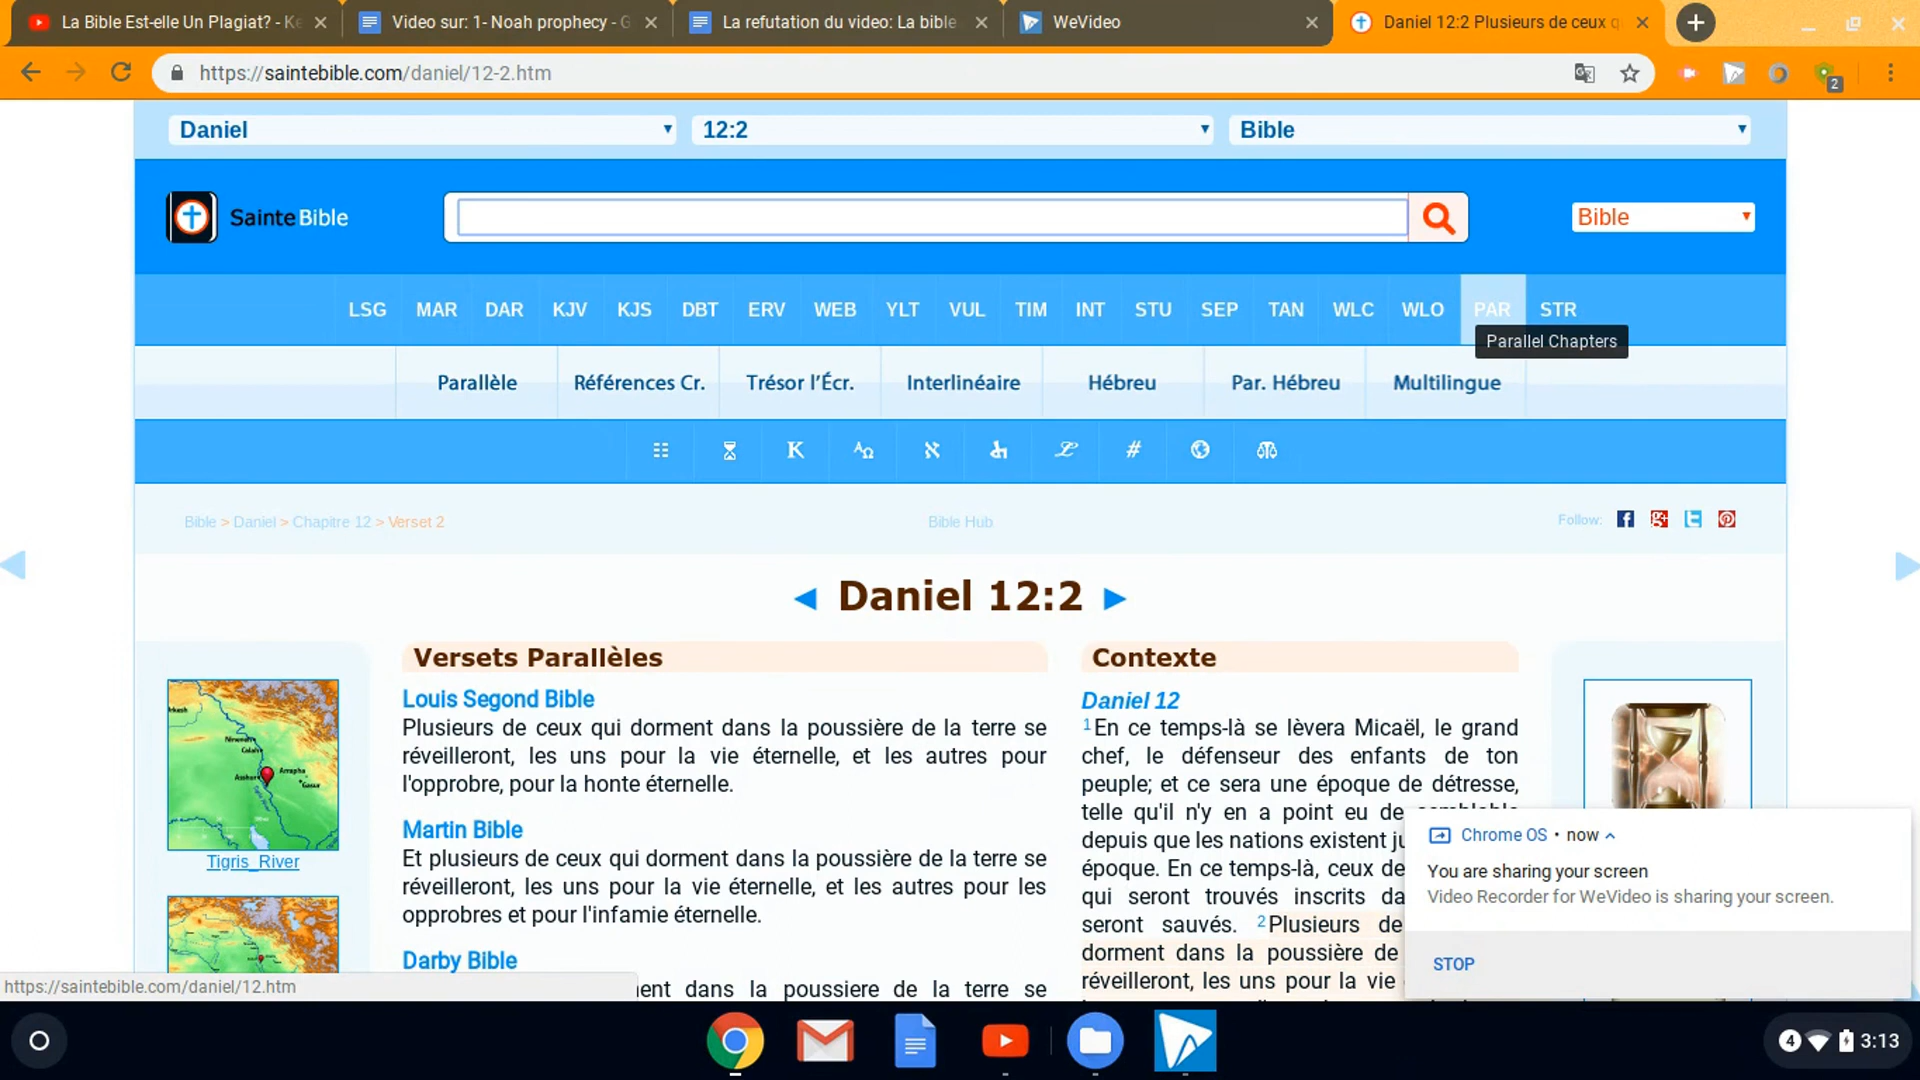 La Bible Est-elle Un Plagiat? - Ke
Video sur: 1- Noah prophecy - G
La refutation du video: La bible
WeVideo
Daniel 12:2 Plusieurs de ceux q
https://saintebible.com/daniel/12-2.htm
2
Daniel
12:2
Bible
SainteBible
Bible
LSG MAR DAR KJV KJS DBT ERV WEB YLT VUL TIM INT STU SEP TAN WLC WLO PAR STR
Parallel Chapters
Parallèle
Références Cr.
Trésor l'Écr.
Interlinéaire
Hébreu
Par. Hébreu
Multilingue
Bible > Daniel > Chapitre 12 > Verset 2
Bible Hub
Follow:
Daniel 12:2
Versets Parallèles
Louis Segond Bible
Plusieurs de ceux qui dorment dans la poussière de la terre se
réveilleront, les uns pour la vie éternelle, et les autres pour
l'opprobre, pour la honte éternelle.
Martin Bible
Et plusieurs de ceux qui dorment dans la poussière de la terre se
réveilleront, les uns pour la vie éternelle, et les autres pour les
opprobres et pour l'infamie éternelle.
Darby Bible
ent dans la poussiere de la terre se
Contexte
Daniel 12
1En ce temps-là se lèvera Micaël, le grand
chef, le défenseur des enfants de ton
peuple; et ce sera une époque de détresse,
telle qu'il n'y en a point eu de semblable
depuis que les nations existent ju
époque. En ce temps-là, ceux de
qui seront trouvés inscrits da
seront sauvés. 2Plusieurs de
dorment dans la poussière de
réveilleront, les uns pour la vie
Tigris_River
Chrome OS • now
You are sharing your screen
Video Recorder for WeVideo is sharing your screen.
STOP
https://saintebible.com/daniel/12.htm
4
3:13